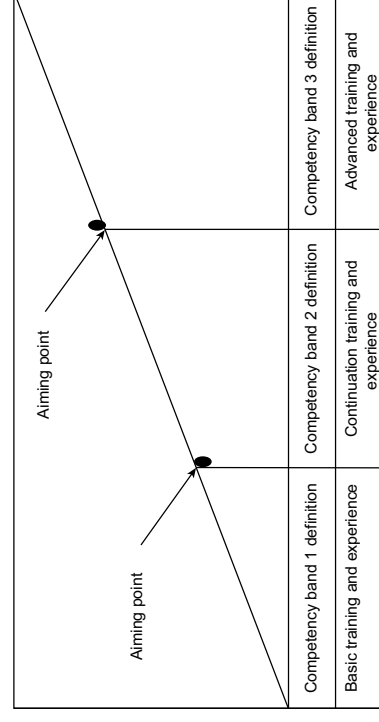 Aiming point
Aiming point
Competency band 1 definition
Competency band 2 definition
Competency band 3 definition
Basic training and experience
Continuation training and
experience
Advanced training and
experience